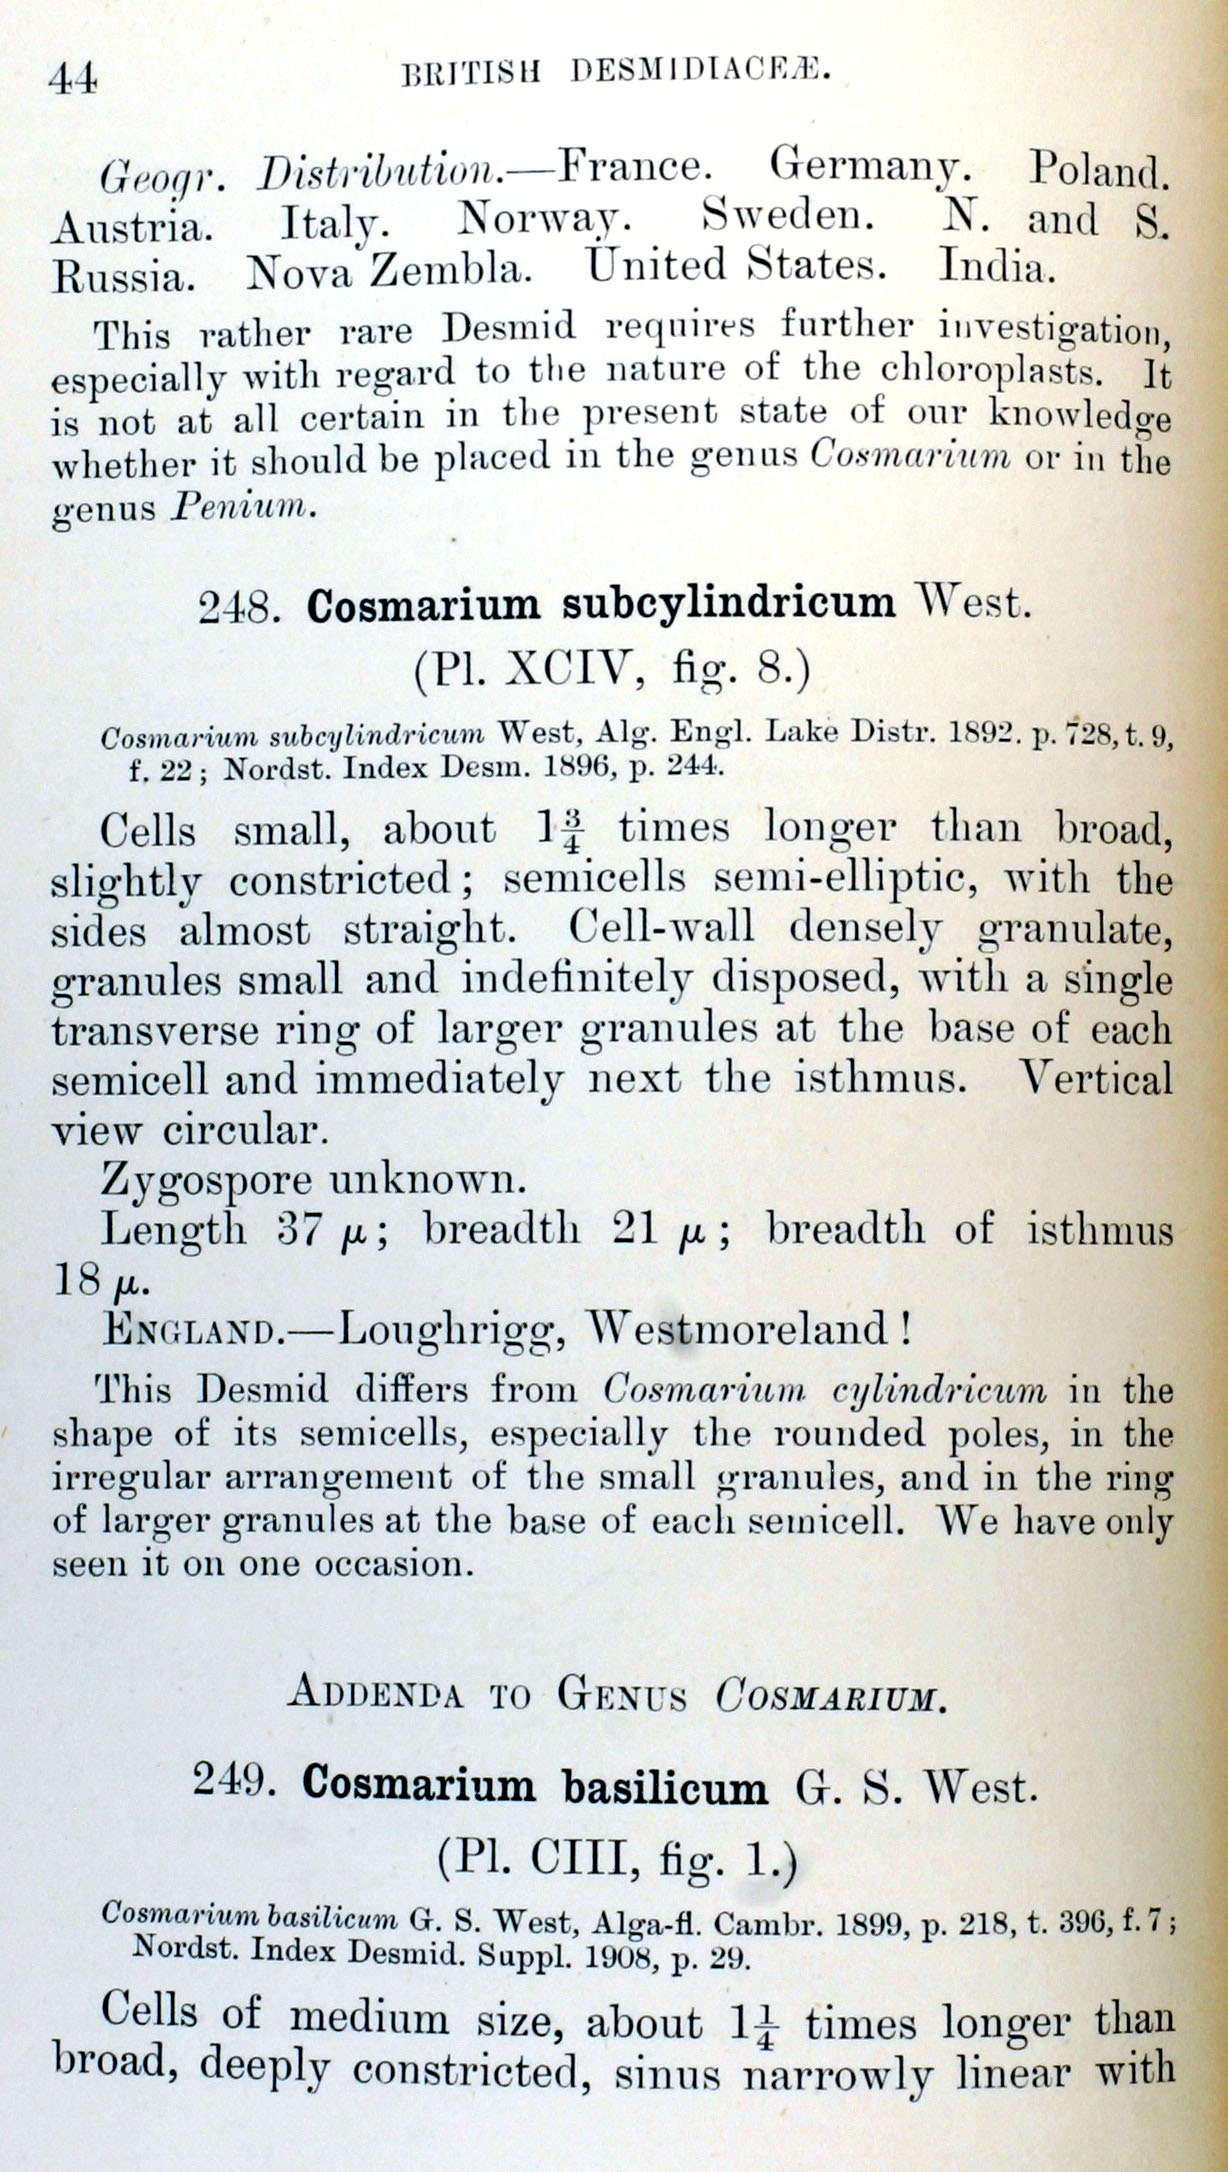 44 BRITISH DESMIDIACEÆ.
Geogr. Distribution.—France. Germany. Poland.
Austria. Italy. Norway. Sweden. N. and S.
Russia. Nova Zembla. United States. India.
This rather rare Desmid requires further investigation,
especially with regard to the nature of the chloroplasts. It
is not at all certain in the present state of our knowledge
whether it should be placed in the genus Cosmarium or in the
genus Penium.
248. Cosmarium subcylindricum West.
(Pl. XCIV, fig. 8.)
Cosmarium subcylindricum West, Alg. Engl. Lake Distr. 1892. p. 728, t. 9,
f. 22 ; Nordst. Index Desm. 1896, p. 244.
Cells small, about 1¾ times longer than broad,
slightly constricted ; semicells semi-elliptic, with the
sides almost straight. Cell-wall densely granulate,
granules small and indefinitely disposed, with a single
transverse ring of larger granules at the base of each
semicell and immediately next the isthmus. Vertical
view circular.
Zygospore unknown.
Length 37 μ ; breadth 21 μ ; breadth of isthmus
18 μ.
ENGLAND.—Loughrigg, Westmoreland !
This Desmid differs from Cosmarium cylindricum in the
shape of its semicells, especially the rounded poles, in the
irregular arrangement of the small granules, and in the ring
of larger granules at the base of each semicell. We have only
seen it on one occasion.
ADDENDA TO GENUS COSMARIUM.
249. Cosmarium basilicum G. S. West.
(Pl. CIII, fig. 1.)
Cosmarium basilicum G. S. West, Alga-fl. Cambr. 1899, p. 218, t. 396, f. 7 ;
Nordst. Index Desmid. Suppl. 1908, p. 29.
Cells of medium size, about 1¼ times longer than
broad, deeply constricted, sinus narrowly linear with